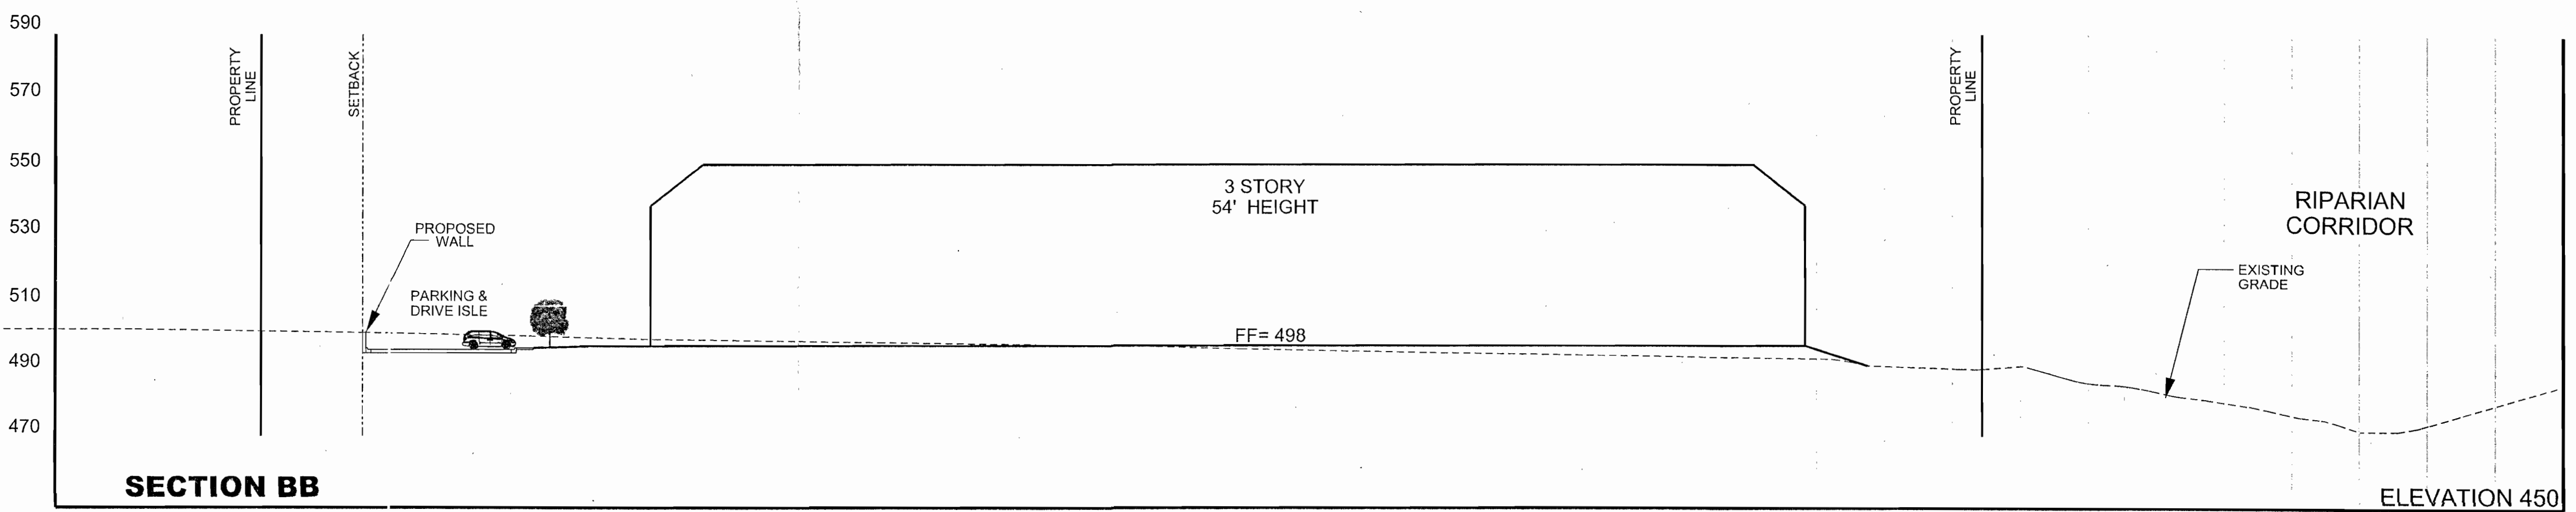 590
570
550
530
510
490
470
PROPERTY
LINE
SETBACK
PROPOSED
WALL
PARKING &
DRIVE ISLE
3 STORY
54' HEIGHT
FF= 498
PROPERTY
LINE
RIPARIAN
CORRIDOR
EXISTING
GRADE
SECTION BB
ELEVATION 450